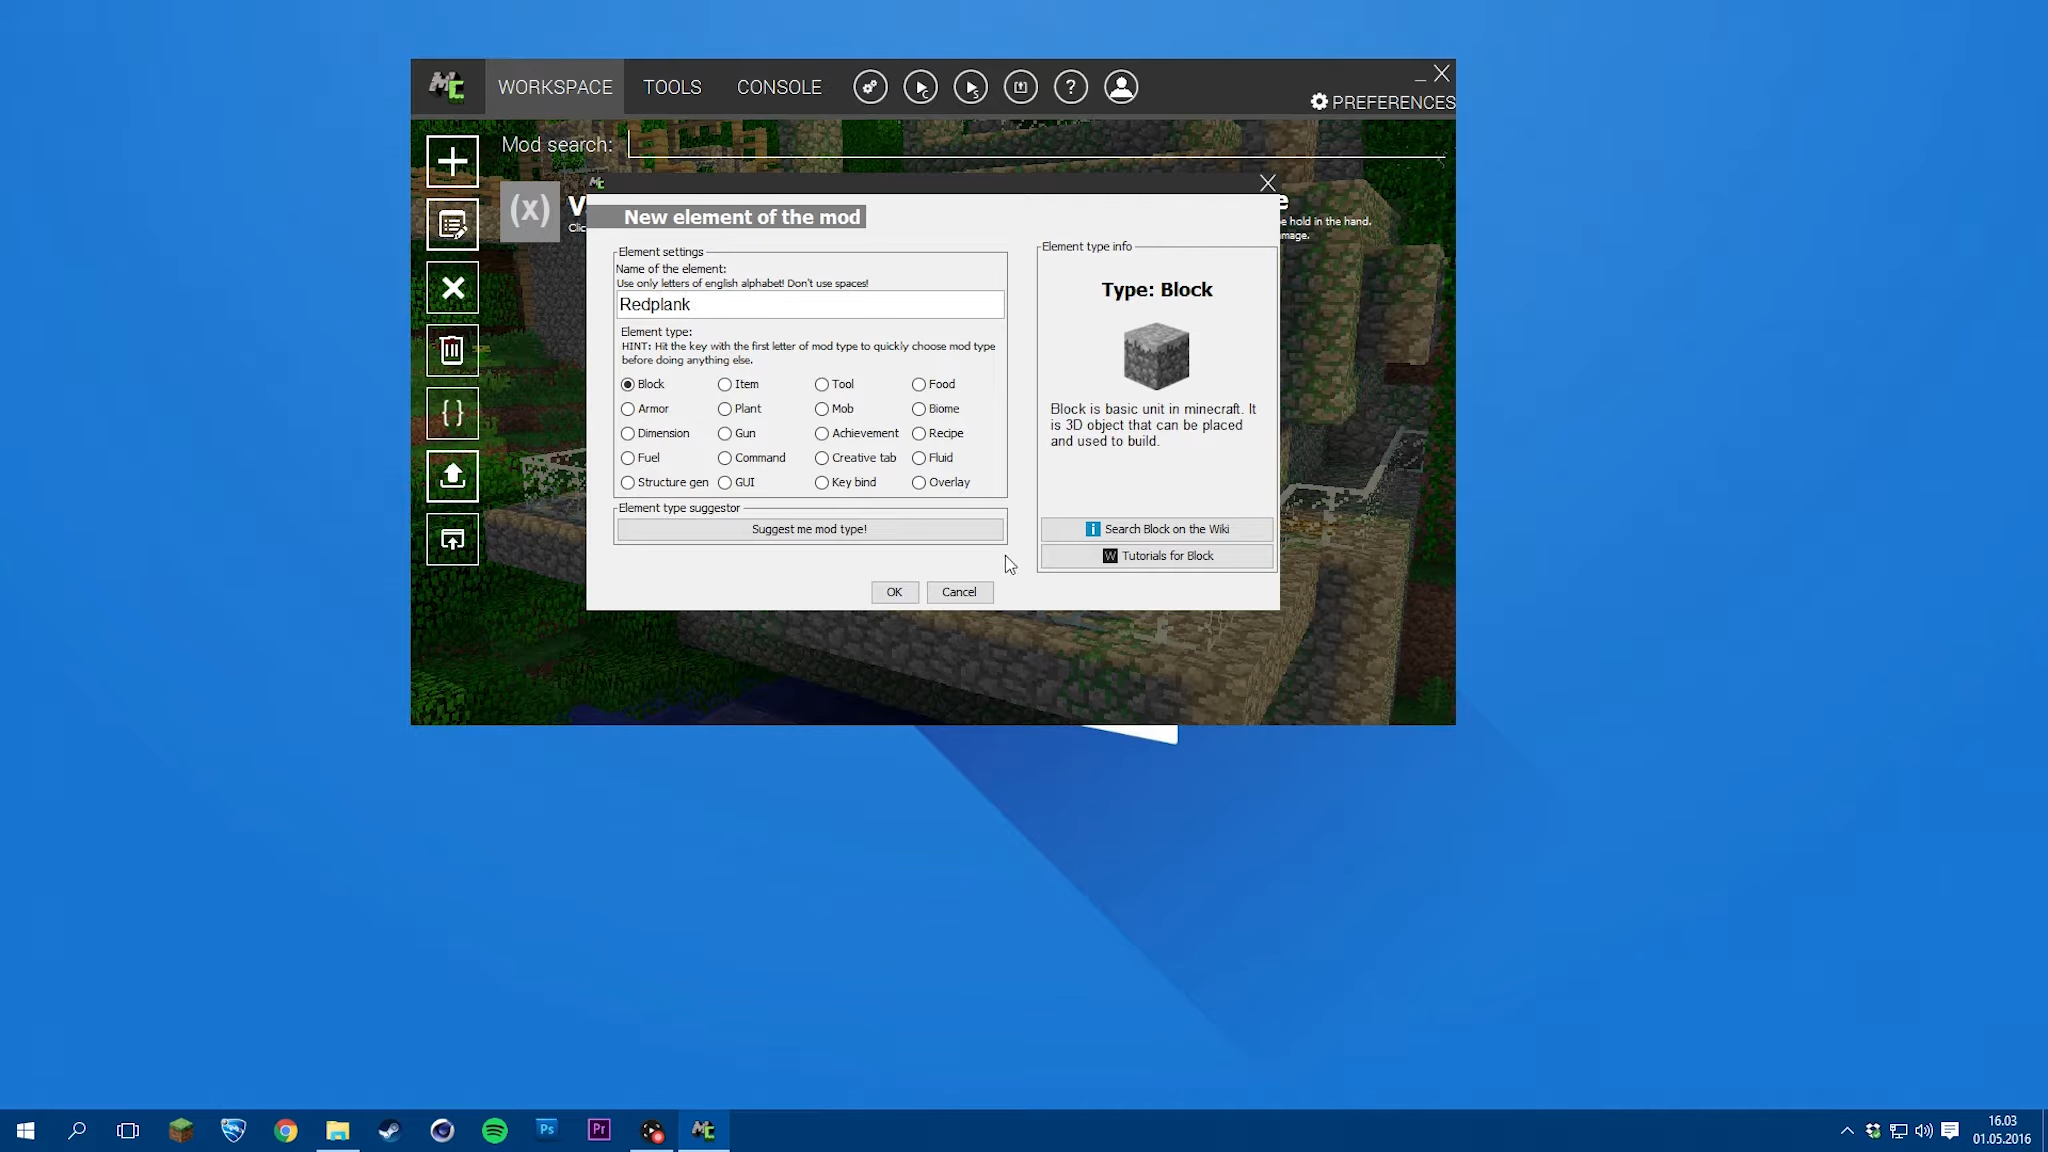 WORKSPACE TOOLS CONSOLE
PREFERENCES
Mod search:
New element of the mod
Element settings
Name of the element:
Use only letters of english alphabet! Don't use spaces!
Redplank
Element type:
HINT: Hit the key with the first letter of mod type to quickly choose mod type
before doing anything else.
Block Item Tool Food
Armor Plant Mob Biome
Dimension Gun Achievement Recipe
Fuel Command Creative tab Fluid
Structure gen GUI Key bind Overlay
Element type suggestor
Suggest me mod type!
OK Cancel
Element type info
Type: Block
Block is basic unit in minecraft. It
is 3D object that can be placed
and used to build.
i Search Block on the Wiki
W Tutorials for Block
(x) V
Clic
e
e hold in the hand.
mage.
Ps Pr
16.03
01.05.2016